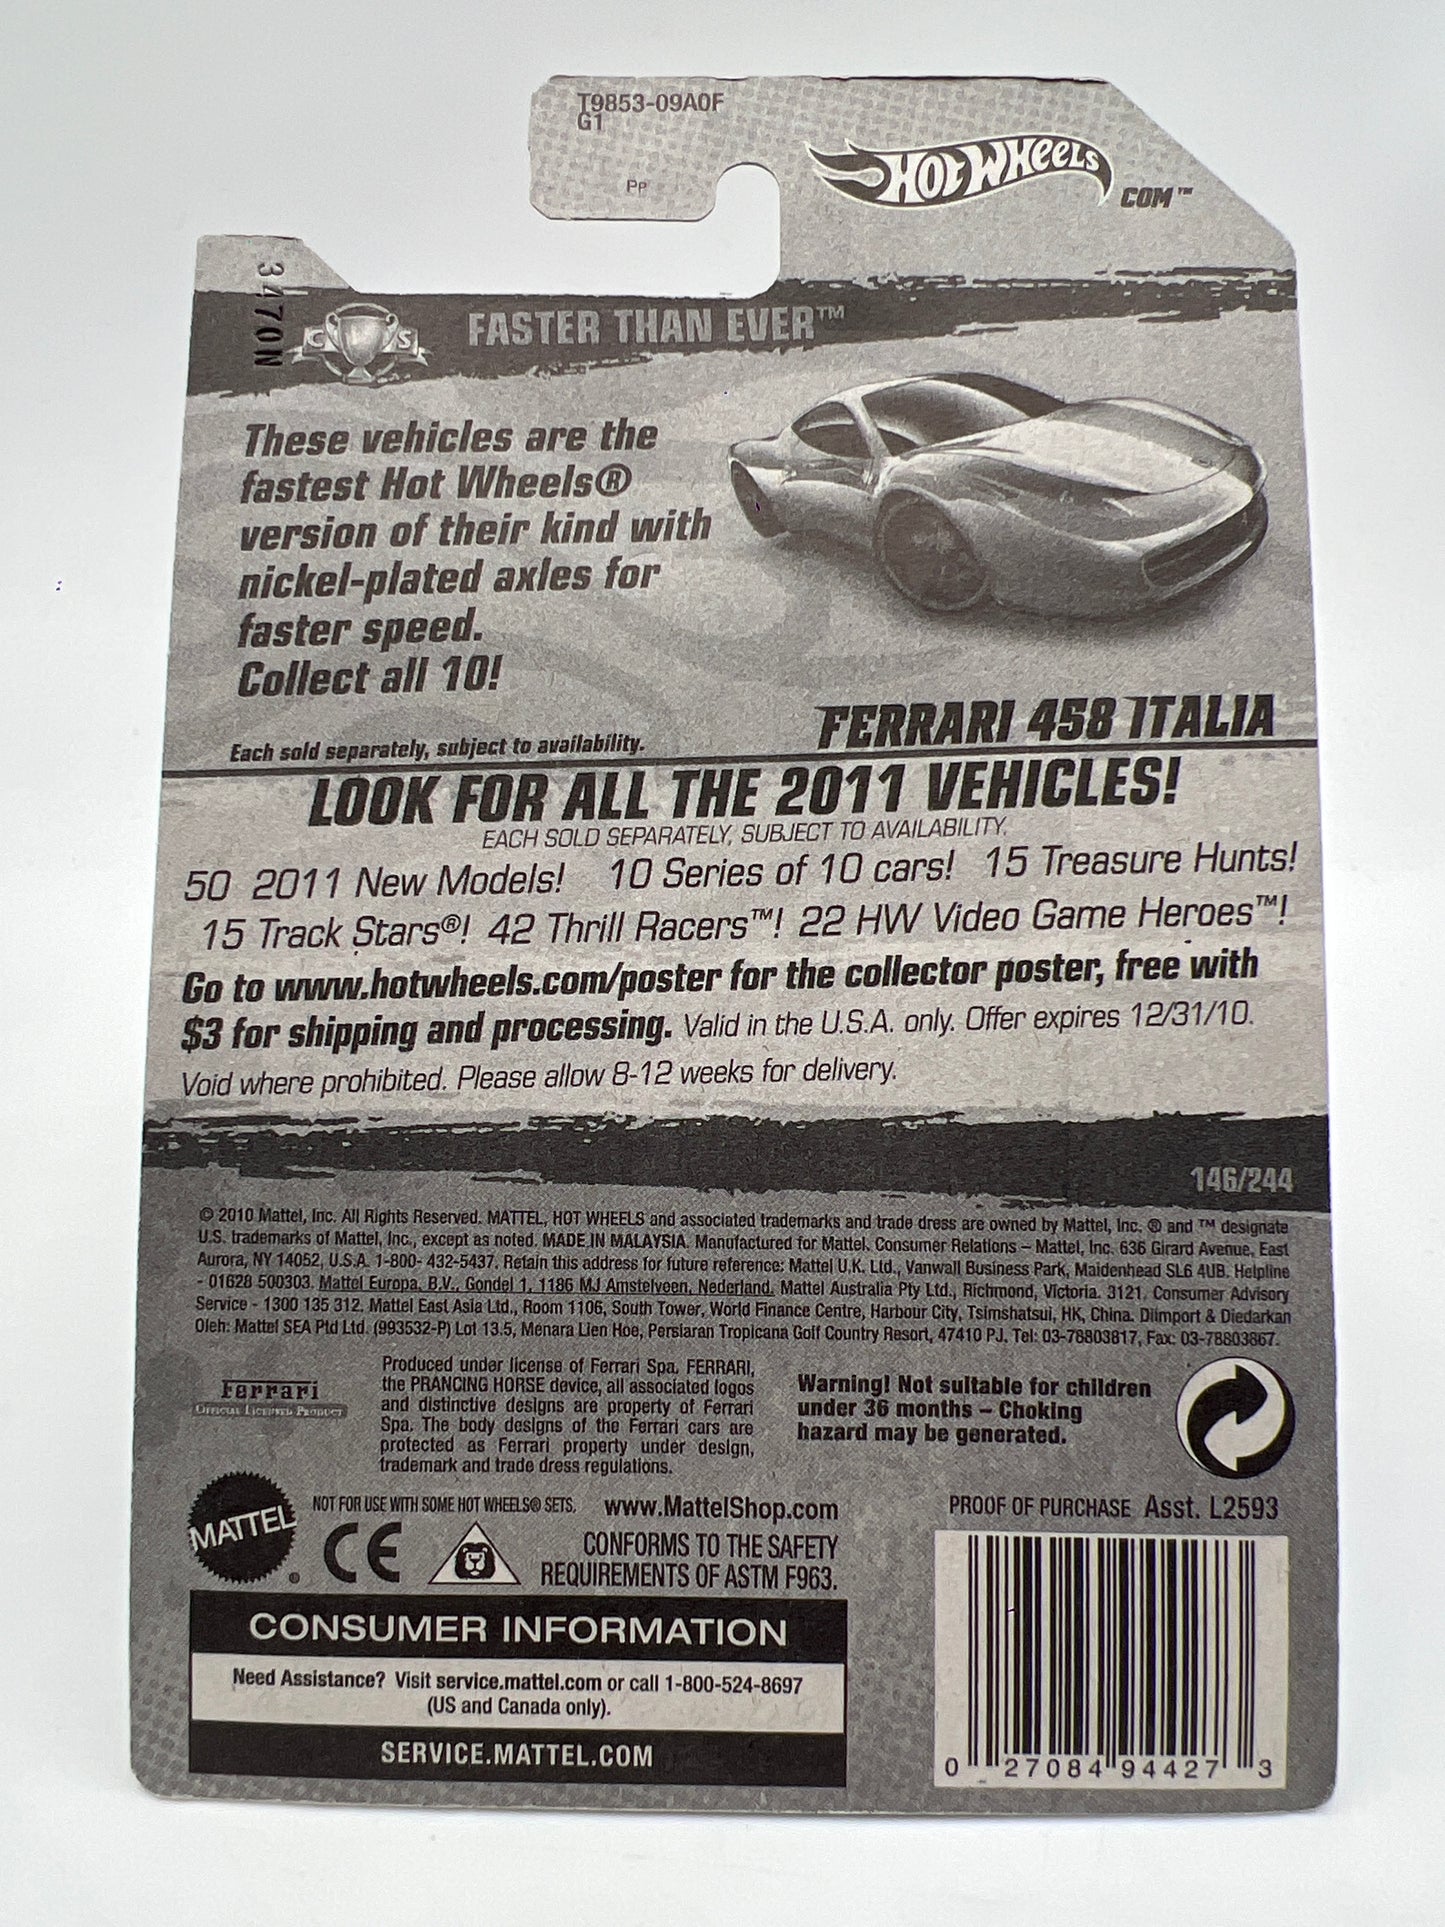 T9853-09A0F
G1
PP
HOT WHEELS
.COM™
3470N
C S
FASTER THAN EVER™
These vehicles are the
fastest Hot Wheels®
version of their kind with
nickel-plated axles for
faster speed.
Collect all 10!
Each sold separately, subject to availability.
FERRARI 458 ITALIA
LOOK FOR ALL THE 2011 VEHICLES!
EACH SOLD SEPARATELY, SUBJECT TO AVAILABILITY.
50 2011 New Models! 10 Series of 10 cars! 15 Treasure Hunts!
15 Track Stars®! 42 Thrill Racers™! 22 HW Video Game Heroes™!
Go to www.hotwheels.com/poster for the collector poster, free with
$3 for shipping and processing. Valid in the U.S.A. only. Offer expires 12/31/10.
Void where prohibited. Please allow 8-12 weeks for delivery.
146/244
© 2010 Mattel, Inc. All Rights Reserved. MATTEL, HOT WHEELS and associated trademarks and trade dress are owned by Mattel, Inc. ® and ™ designate
U.S. trademarks of Mattel, Inc., except as noted. MADE IN MALAYSIA. Manufactured for Mattel. Consumer Relations – Mattel, Inc. 636 Girard Avenue, East
Aurora, NY 14052, U.S.A. 1-800- 432-5437. Retain this address for future reference: Mattel U.K. Ltd., Vanwall Business Park, Maidenhead SL6 4UB. Helpline
- 01628 500303. Mattel Europa, B.V., Gondel 1, 1186 MJ Amstelveen, Nederland. Mattel Australia Pty Ltd., Richmond, Victoria. 3121. Consumer Advisory
Service - 1300 135 312. Mattel East Asia Ltd., Room 1106, South Tower, World Finance Centre, Harbour City, Tsimshatsui, HK, China. Diimport & Diedarkan
Oleh: Mattel SEA Ptd Ltd. (993532-P) Lot 13.5, Menara Lien Hoe, Persiaran Tropicana Golf Country Resort, 47410 PJ. Tel: 03-78803817, Fax: 03-78803867.
Ferrari
OFFICIAL LICENSED PRODUCT
Produced under license of Ferrari Spa. FERRARI,
the PRANCING HORSE device, all associated logos
and distinctive designs are property of Ferrari
Spa. The body designs of the Ferrari cars are
protected as Ferrari property under design,
trademark and trade dress regulations.
Warning! Not suitable for children
under 36 months – Choking
hazard may be generated.
MATTEL®
NOT FOR USE WITH SOME HOT WHEELS® SETS. www.MattelShop.com
CE
CONFORMS TO THE SAFETY
REQUIREMENTS OF ASTM F963.
PROOF OF PURCHASE Asst. L2593
CONSUMER INFORMATION
Need Assistance? Visit service.mattel.com or call 1-800-524-8697
(US and Canada only).
SERVICE.MATTEL.COM
0 27084 94427 3